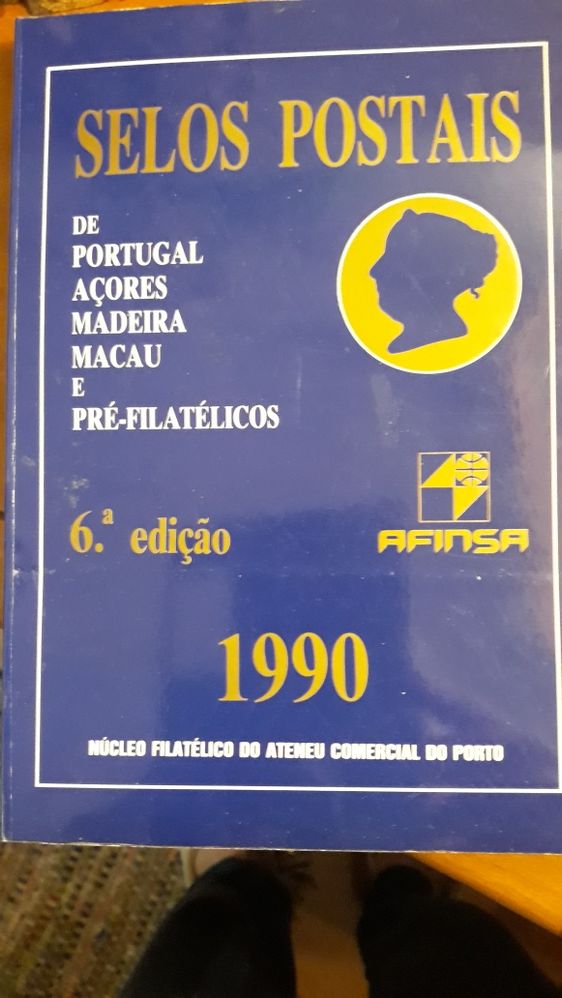 SELOS POSTAIS
DE
PORTUGAL
AÇORES
MADEIRA
MACAU
E
PRÉ-FILATÉLICOS
6.ª edição
AFINSA
1990
NÚCLEO FILATÉLICO DO ATENEU COMERCIAL DO PORTO